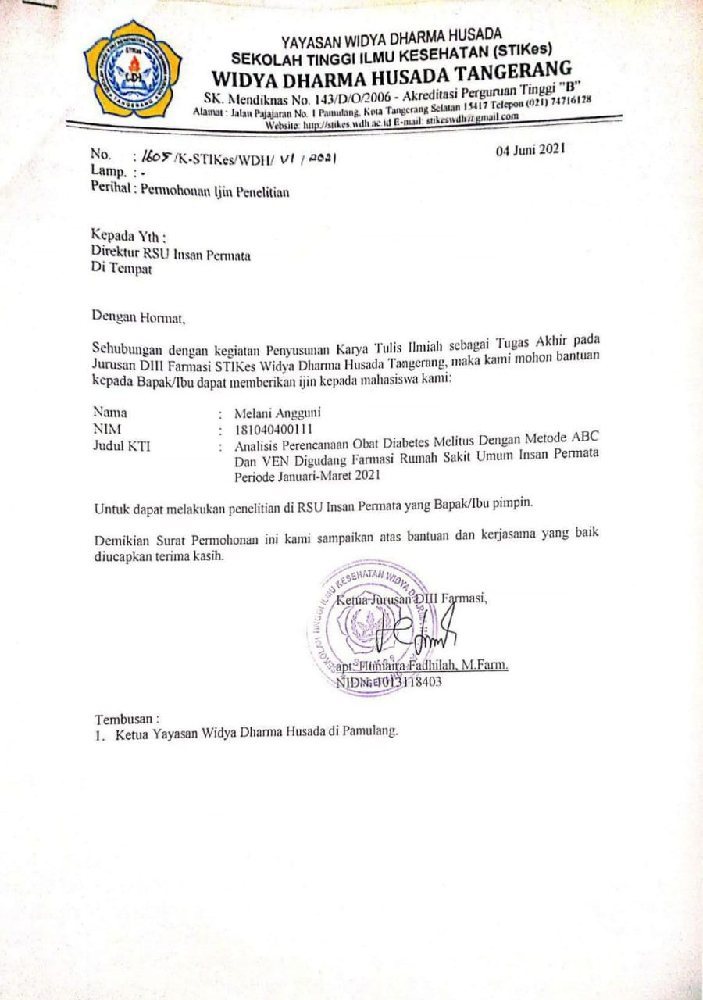 YAYASAN WIDYA DHARMA HUSADA
SEKOLAH TINGGI ILMU KESEHATAN (STIKes)
WIDYA DHARMA HUSADA TANGERANG
SK. Mendiknas No. 143/D/O/2006 - Akreditasi Perguruan Tinggi "B"
Alamat : Jalan Pajajaran No. 1 Pamulang, Kota Tangerang Selatan 15417 Telepon (021) 74716128
Website: http://stikes.wdh.ac.id E-mail: stikeswdh@gmail.com
No. : 1605/K-STIKes/WDH/ VI / 2021
04 Juni 2021
Lamp. : -
Perihal : Permohonan Ijin Penelitian
Kepada Yth :
Direktur RSU Insan Permata
Di Tempat
Dengan Hormat,
Sehubungan dengan kegiatan Penyusunan Karya Tulis Ilmiah sebagai Tugas Akhir pada
Jurusan DIII Farmasi STIKes Widya Dharma Husada Tangerang, maka kami mohon bantuan
kepada Bapak/Ibu dapat memberikan ijin kepada mahasiswa kami:
Nama : Melani Angguni
NIM : 181040400111
Judul KTI : Analisis Perencanaan Obat Diabetes Melitus Dengan Metode ABC
Dan VEN Digudang Farmasi Rumah Sakit Umum Insan Permata
Periode Januari-Maret 2021
Untuk dapat melakukan penelitian di RSU Insan Permata yang Bapak/Ibu pimpin.
Demikian Surat Permohonan ini kami sampaikan atas bantuan dan kerjasama yang baik
diucapkan terima kasih.
Ketua Jurusan DIII Farmasi,
apt. Humaira Fadhilah, M.Farm.
NIDN. 1013118403
Tembusan :
1. Ketua Yayasan Widya Dharma Husada di Pamulang.